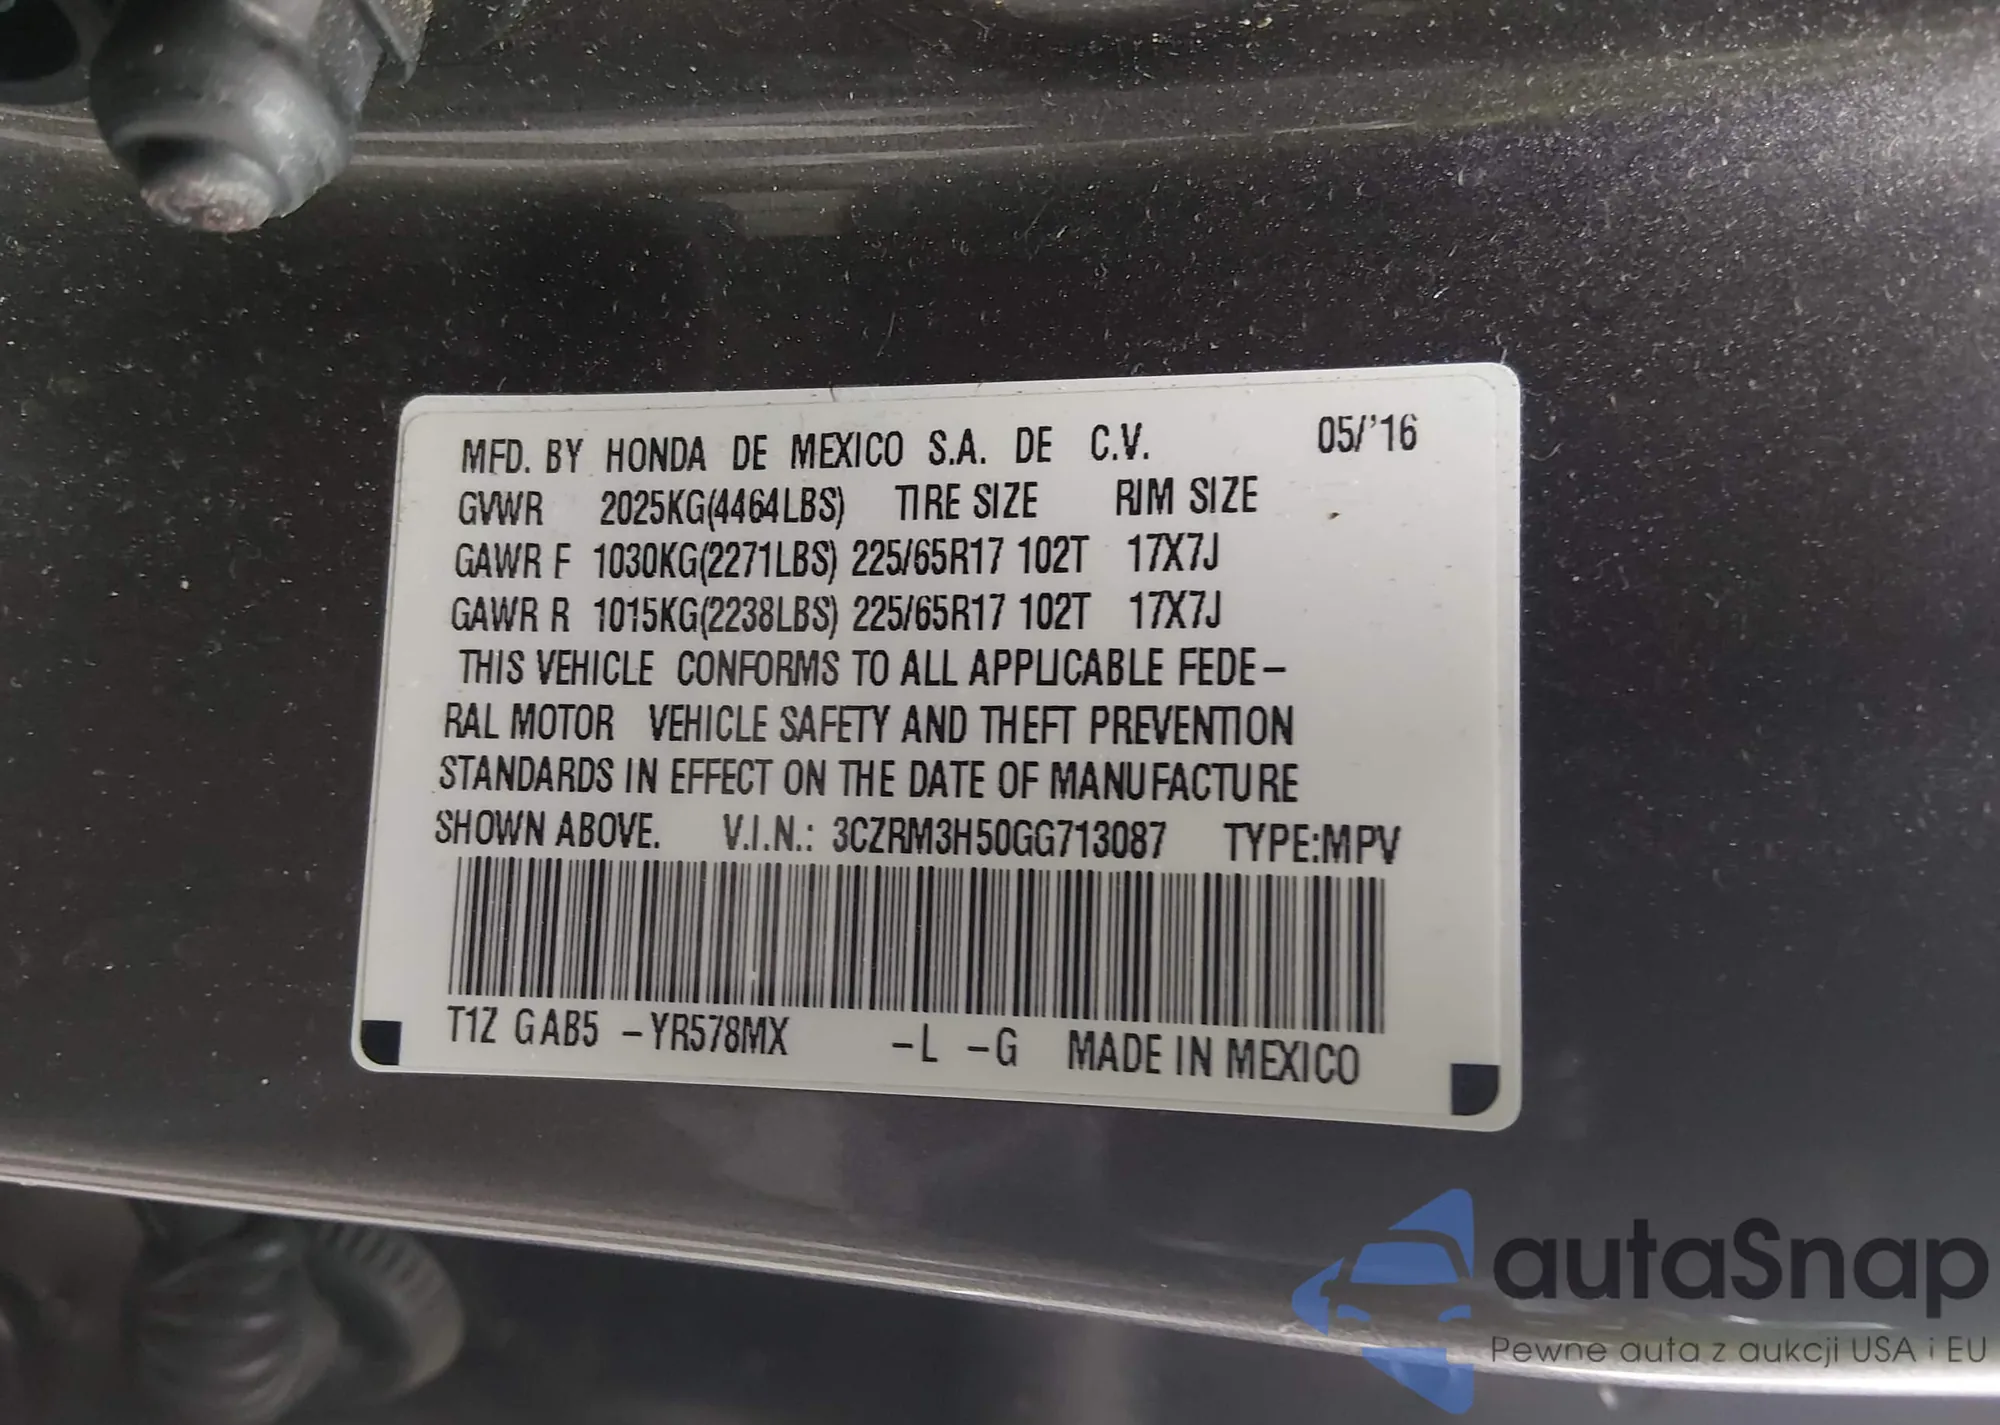 MFD. BY HONDA DE MEXICO S.A. DE C.V. 05/'16
GVWR 2025KG(4464LBS) TIRE SIZE RIM SIZE
GAWR F 1030KG(2271LBS) 225/65R17 102T 17X7J
GAWR R 1015KG(2238LBS) 225/65R17 102T 17X7J
THIS VEHICLE CONFORMS TO ALL APPLICABLE FEDE-
RAL MOTOR VEHICLE SAFETY AND THEFT PREVENTION
STANDARDS IN EFFECT ON THE DATE OF MANUFACTURE
SHOWN ABOVE. V.I.N.: 3CZRM3H50GG713087 TYPE:MPV
T1Z GAB5 -YR578MX -L -G MADE IN MEXICO
autaSnap
Pewne auta z aukcji USA i EU